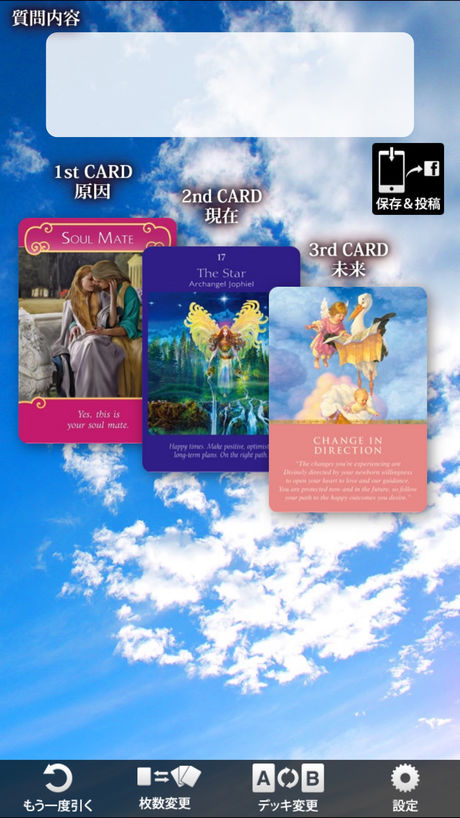 質問内容
1st CARD
原因
2nd CARD
現在
3rd CARD
未来
保存＆投稿
SOUL MATE
Yes, this is
your soul mate.
17
The Star
Archangel Jophiel
Happy times. Make positive, optimist
long-term plans. On the right path
CHANGE IN
DIRECTION
"The changes you're experiencing are
Divinely directed by your newborn willingness
to open your heart to love and our guidance.
You are protected now and in the future, so follow
your path to the happy outcomes you desire."
もう一度引く
枚数変更
A B
デッキ変更
設定